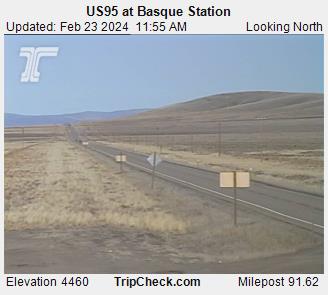 US95 at Basque Station
Updated: Feb 23 2024 11:55 AM Looking North
Elevation 4460 TripCheck.com Milepost 91.62